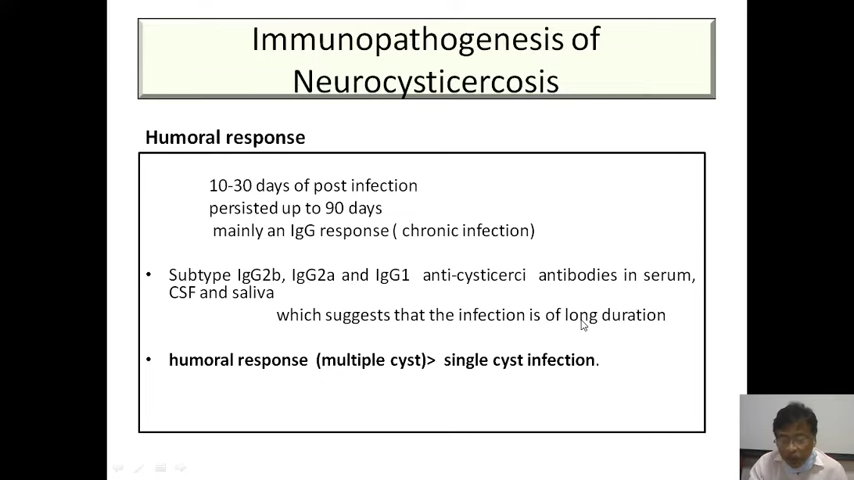 Immunopathogenesis of
Neurocysticercosis
Humoral response
10-30 days of post infection
persisted up to 90 days
mainly an IgG response ( chronic infection)
• Subtype IgG2b, IgG2a and IgG1 anti-cysticerci antibodies in serum,
CSF and saliva
which suggests that the infection is of long duration
• humoral response (multiple cyst)> single cyst infection.